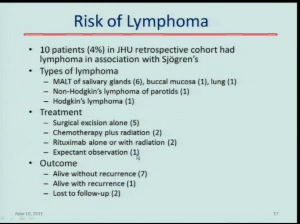 Risk of Lymphoma
• 10 patients (4%) in JHU retrospective cohort had
lymphoma in association with Sjögren's
• Types of lymphoma
– MALT of salivary glands (6), buccal mucosa (1), lung (1)
– Non-Hodgkin's lymphoma of parotids (1)
– Hodgkin's lymphoma (1)
• Treatment
– Surgical excision alone (5)
– Chemotherapy plus radiation (2)
– Rituximab alone or with radiation (2)
– Expectant observation (1)
• Outcome
– Alive without recurrence (7)
– Alive with recurrence (1)
– Lost to follow-up (2)